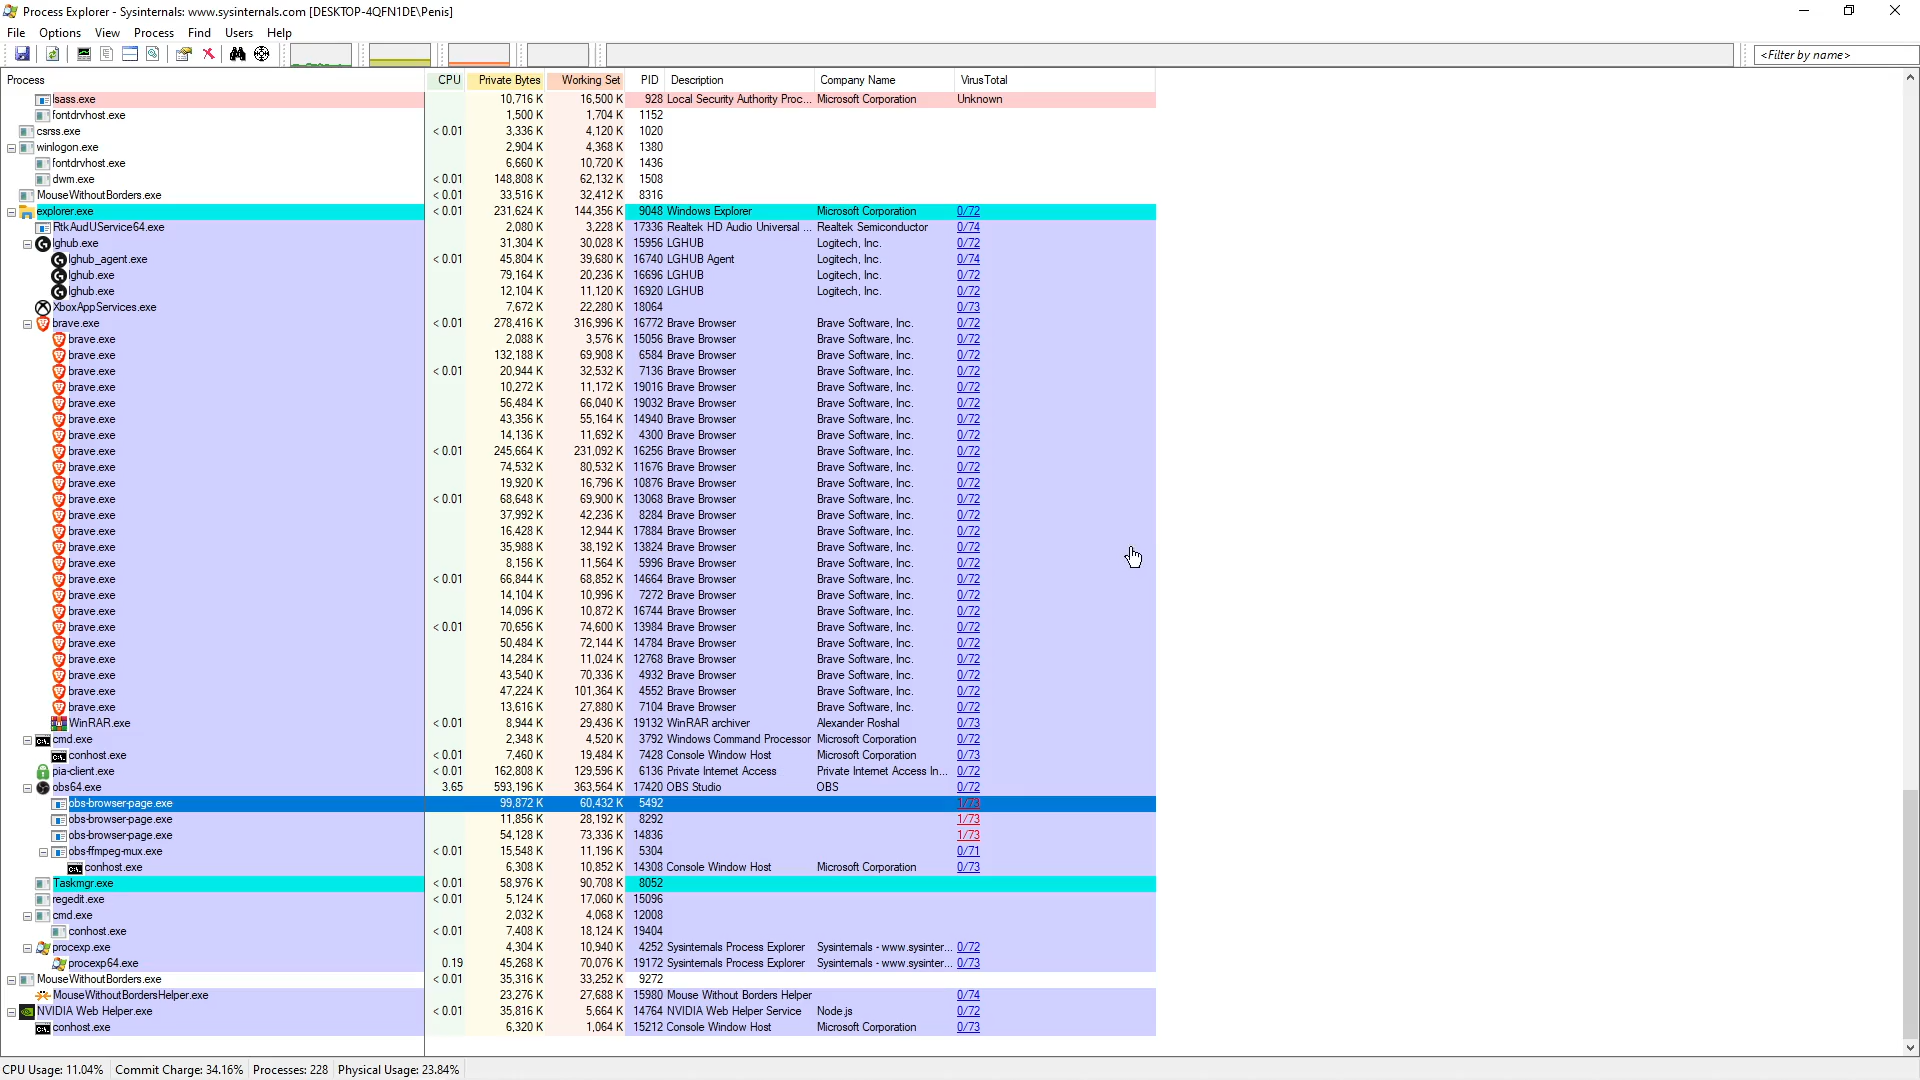 Process Explorer - Sysinternals: www.sysinternals.com [DESKTOP-4QFN1DE\Penis]
File Options View Process Find Users Help
<Filter by name>
Process CPU Private Bytes Working Set PID Description Company Name VirusTotal
lsass.exe 10,716 K 16,500 K 928 Local Security Authority Proc... Microsoft Corporation Unknown
fontdrvhost.exe 1,500 K 1,704 K 1152
csrss.exe < 0.01 3,336 K 4,120 K 1020
winlogon.exe 2,904 K 4,368 K 1380
fontdrvhost.exe 6,660 K 10,720 K 1436
dwm.exe < 0.01 148,808 K 62,132 K 1508
MouseWithoutBorders.exe < 0.01 33,516 K 32,412 K 8316
explorer.exe < 0.01 231,624 K 144,356 K 9048 Windows Explorer Microsoft Corporation 0/72
RtkAudUService64.exe 2,080 K 3,228 K 17336 Realtek HD Audio Universal ... Realtek Semiconductor 0/74
lghub.exe 31,304 K 30,028 K 15956 LGHUB Logitech, Inc. 0/72
lghub_agent.exe < 0.01 45,804 K 39,680 K 16740 LGHUB Agent Logitech, Inc. 0/74
lghub.exe 79,164 K 20,236 K 16696 LGHUB Logitech, Inc. 0/72
lghub.exe 12,104 K 11,120 K 16920 LGHUB Logitech, Inc. 0/72
XboxAppServices.exe 7,672 K 22,280 K 18064 0/73
brave.exe < 0.01 278,416 K 316,996 K 16772 Brave Browser Brave Software, Inc. 0/72
brave.exe 2,088 K 3,576 K 15056 Brave Browser Brave Software, Inc. 0/72
brave.exe 132,188 K 69,908 K 6584 Brave Browser Brave Software, Inc. 0/72
brave.exe < 0.01 20,944 K 32,532 K 7136 Brave Browser Brave Software, Inc. 0/72
brave.exe 10,272 K 11,172 K 19016 Brave Browser Brave Software, Inc. 0/72
brave.exe 56,484 K 66,040 K 19032 Brave Browser Brave Software, Inc. 0/72
brave.exe 43,356 K 55,164 K 14940 Brave Browser Brave Software, Inc. 0/72
brave.exe 14,136 K 11,692 K 4300 Brave Browser Brave Software, Inc. 0/72
brave.exe < 0.01 245,664 K 231,092 K 16256 Brave Browser Brave Software, Inc. 0/72
brave.exe 74,532 K 80,532 K 11676 Brave Browser Brave Software, Inc. 0/72
brave.exe 19,920 K 16,796 K 10876 Brave Browser Brave Software, Inc. 0/72
brave.exe < 0.01 68,648 K 69,900 K 13068 Brave Browser Brave Software, Inc. 0/72
brave.exe 37,992 K 42,236 K 8284 Brave Browser Brave Software, Inc. 0/72
brave.exe 16,428 K 12,944 K 17884 Brave Browser Brave Software, Inc. 0/72
brave.exe 35,988 K 38,192 K 13824 Brave Browser Brave Software, Inc. 0/72
brave.exe 8,156 K 11,564 K 5996 Brave Browser Brave Software, Inc. 0/72
brave.exe < 0.01 66,844 K 68,852 K 14664 Brave Browser Brave Software, Inc. 0/72
brave.exe 14,104 K 10,996 K 7272 Brave Browser Brave Software, Inc. 0/72
brave.exe 14,096 K 10,872 K 16744 Brave Browser Brave Software, Inc. 0/72
brave.exe < 0.01 70,656 K 74,600 K 13984 Brave Browser Brave Software, Inc. 0/72
brave.exe 50,484 K 72,144 K 14784 Brave Browser Brave Software, Inc. 0/72
brave.exe 14,284 K 11,024 K 12768 Brave Browser Brave Software, Inc. 0/72
brave.exe 43,540 K 70,336 K 4932 Brave Browser Brave Software, Inc. 0/72
brave.exe 47,224 K 101,364 K 4552 Brave Browser Brave Software, Inc. 0/72
brave.exe 13,616 K 27,880 K 7104 Brave Browser Brave Software, Inc. 0/72
WinRAR.exe < 0.01 8,944 K 29,436 K 19132 WinRAR archiver Alexander Roshal 0/73
cmd.exe 2,348 K 4,520 K 3792 Windows Command Processor Microsoft Corporation 0/72
conhost.exe < 0.01 7,460 K 19,484 K 7428 Console Window Host Microsoft Corporation 0/73
pia-client.exe < 0.01 162,808 K 129,596 K 6136 Private Internet Access Private Internet Access In... 0/72
obs64.exe 3.65 593,196 K 363,564 K 17420 OBS Studio OBS 0/72
obs-browser-page.exe 99,872 K 60,432 K 5492 1/73
obs-browser-page.exe 11,856 K 28,192 K 8292 1/73
obs-browser-page.exe 54,128 K 73,336 K 14836 1/73
obs-ffmpeg-mux.exe < 0.01 15,548 K 11,196 K 5304 0/71
conhost.exe 6,308 K 10,852 K 14308 Console Window Host Microsoft Corporation 0/73
Taskmgr.exe < 0.01 58,976 K 90,708 K 8052
regedit.exe < 0.01 5,124 K 17,060 K 15096
cmd.exe 2,032 K 4,068 K 12008
conhost.exe < 0.01 7,408 K 18,124 K 19404
procexp.exe 4,304 K 10,940 K 4252 Sysinternals Process Explorer Sysinternals - www.sysinter... 0/72
procexp64.exe 0.19 45,268 K 70,076 K 19172 Sysinternals Process Explorer Sysinternals - www.sysinter... 0/73
MouseWithoutBorders.exe < 0.01 35,316 K 33,252 K 9272
MouseWithoutBordersHelper.exe 23,276 K 27,688 K 15980 Mouse Without Borders Helper 0/74
NVIDIA Web Helper.exe < 0.01 35,816 K 5,664 K 14764 NVIDIA Web Helper Service Node.js 0/72
conhost.exe 6,320 K 1,064 K 15212 Console Window Host Microsoft Corporation 0/73
CPU Usage: 11.04% Commit Charge: 34.16% Processes: 228 Physical Usage: 23.84%